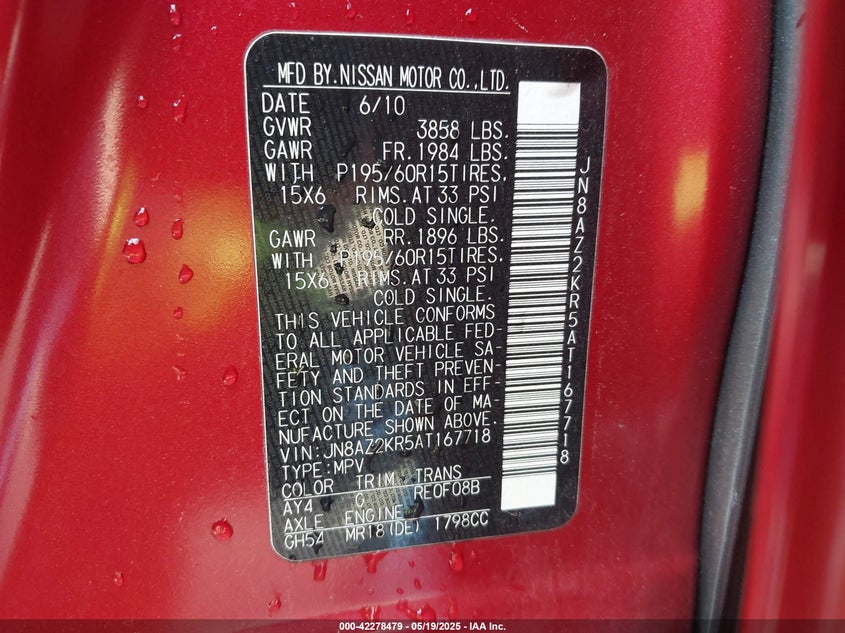 MFD BY.NISSAN MOTOR CO.,LTD.
DATE 6/10
GVWR 3858 LBS.
GAWR FR. 1984 LBS.
WITH P195/60R15TIRES,
15X6 RIMS.AT 33 PSI
COLD SINGLE.
GAWR RR. 1896 LBS.
WITH P195/60R15TIRES,
15X6 RIMS.AT 33 PSI
COLD SINGLE.
THIS VEHICLE CONFORMS
TO ALL APPLICABLE FED-
ERAL MOTOR VEHICLE SA-
FETY AND THEFT PREVEN-
TION STANDARDS IN EFF-
ECT ON THE DATE OF MA-
NUFACTURE SHOWN ABOVE.
VIN:JN8AZ2KR5AT167718
TYPE:MPV
COLOR TRIM TRANS
AY4 G RE0F08B
AXLE ENGINE
GH54 MR18(DE) 1798CC
JN8AZ2KR5AT167718
000-42278479 - 05/19/2025 - IAA Inc.